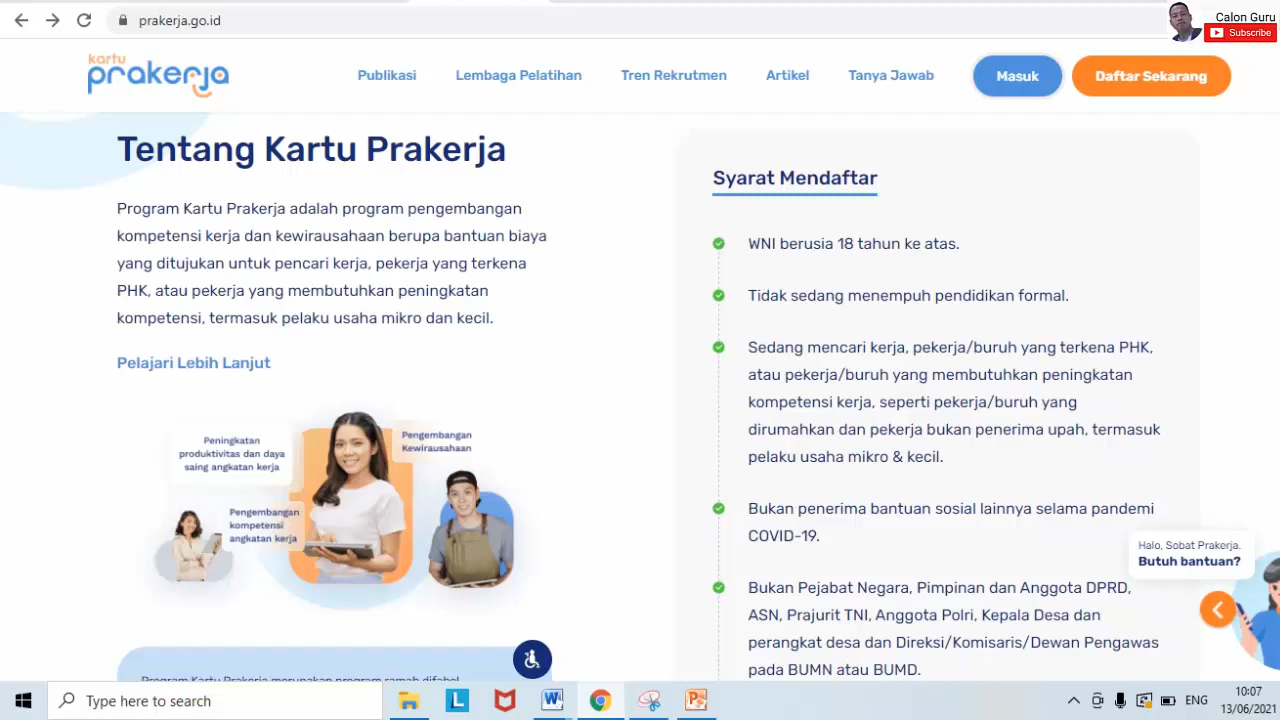 prakerja.go.id
Calon Guru
Subscribe
kartu
prakerja
Publikasi
Lembaga Pelatihan
Tren Rekrutmen
Artikel
Tanya Jawab
Masuk
Daftar Sekarang
Tentang Kartu Prakerja
Program Kartu Prakerja adalah program pengembangan
kompetensi kerja dan kewirausahaan berupa bantuan biaya
yang ditujukan untuk pencari kerja, pekerja yang terkena
PHK, atau pekerja yang membutuhkan peningkatan
kompetensi, termasuk pelaku usaha mikro dan kecil.
Pelajari Lebih Lanjut
Peningkatan
produktivitas dan daya
saing angkatan kerja
Pengembangan
Kewirausahaan
Pengembangan
kompetensi
angkatan kerja
Program Kartu Prakerja merupakan program ramah difabel
Syarat Mendaftar
WNI berusia 18 tahun ke atas.
Tidak sedang menempuh pendidikan formal.
Sedang mencari kerja, pekerja/buruh yang terkena PHK,
atau pekerja/buruh yang membutuhkan peningkatan
kompetensi kerja, seperti pekerja/buruh yang
dirumahkan dan pekerja bukan penerima upah, termasuk
pelaku usaha mikro & kecil.
Bukan penerima bantuan sosial lainnya selama pandemi
COVID-19.
Bukan Pejabat Negara, Pimpinan dan Anggota DPRD,
ASN, Prajurit TNI, Anggota Polri, Kepala Desa dan
perangkat desa dan Direksi/Komisaris/Dewan Pengawas
pada BUMN atau BUMD.
Halo, Sobat Prakerja.
Butuh bantuan?
Type here to search
L
W
P
ENG
10:07
13/06/2021